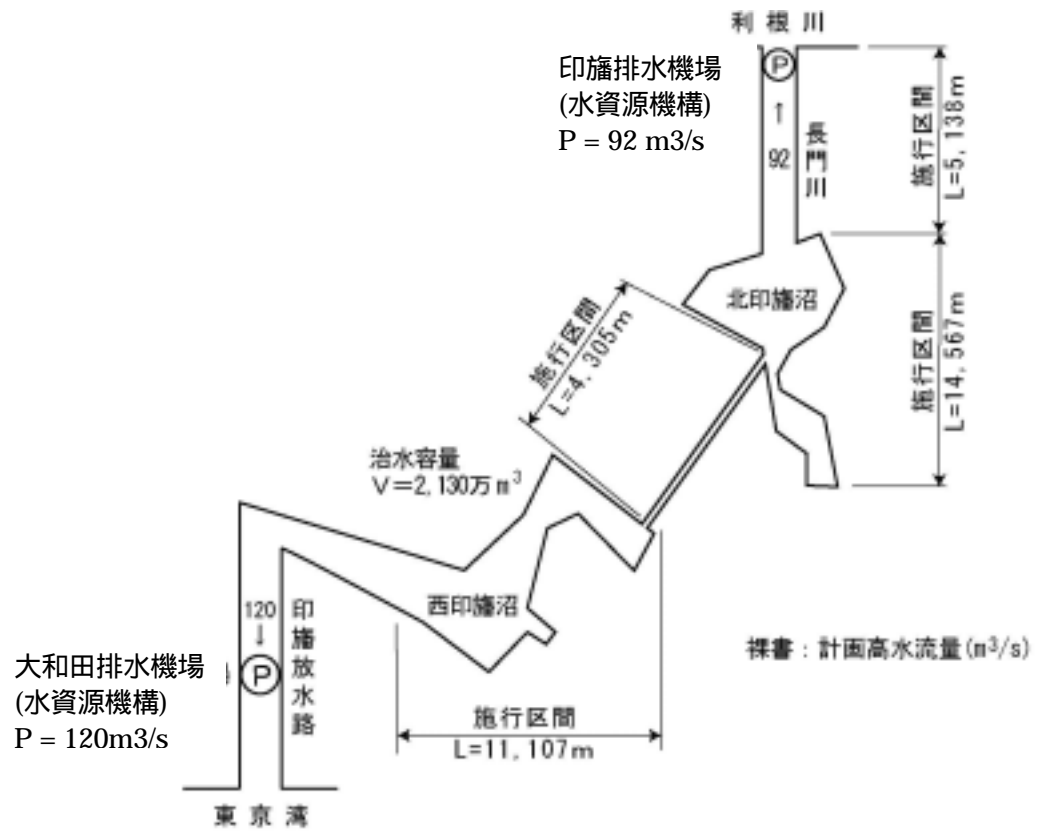 利根川
印旛排水機場
(水資源機構)
P = 92 m3/s
↑
92
長門川
施行区間
L=5,138m
北印旛沼
施行区間
L=14,567m
施行区間
L=4,305m
治水容量
V=2,130万m³
西印旛沼
120
↓
印旛放水路
P
P
大和田排水機場
(水資源機構)
P = 120m3/s
裸書:計画高水流量(m³/s)
施行区間
L=11,107m
東京湾